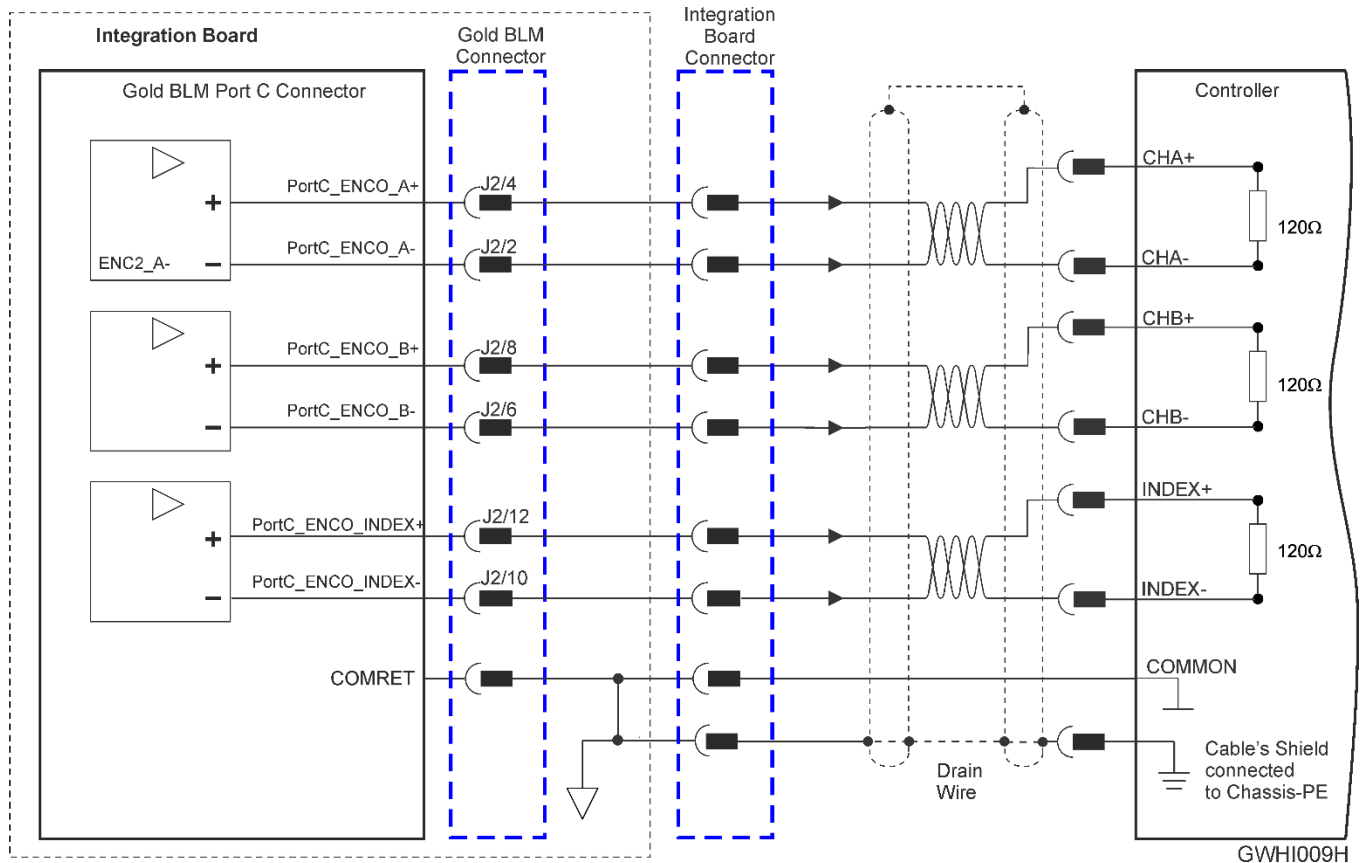 Integration Board
Gold BLM
Connector
Integration
Board
Connector
Gold BLM Port C Connector
Controller
PortC_ENCO_A+
J2/4
CHA+
+
120Ω
PortC_ENCO_A-
J2/2
CHA-
ENC2_A-
−
PortC_ENCO_B+
J2/8
CHB+
+
120Ω
PortC_ENCO_B-
J2/6
CHB-
−
PortC_ENCO_INDEX+
J2/12
INDEX+
+
120Ω
PortC_ENCO_INDEX-
J2/10
INDEX-
−
COMRET
COMMON
Drain
Wire
Cable's Shield
connected
to Chassis-PE
GWHI009H